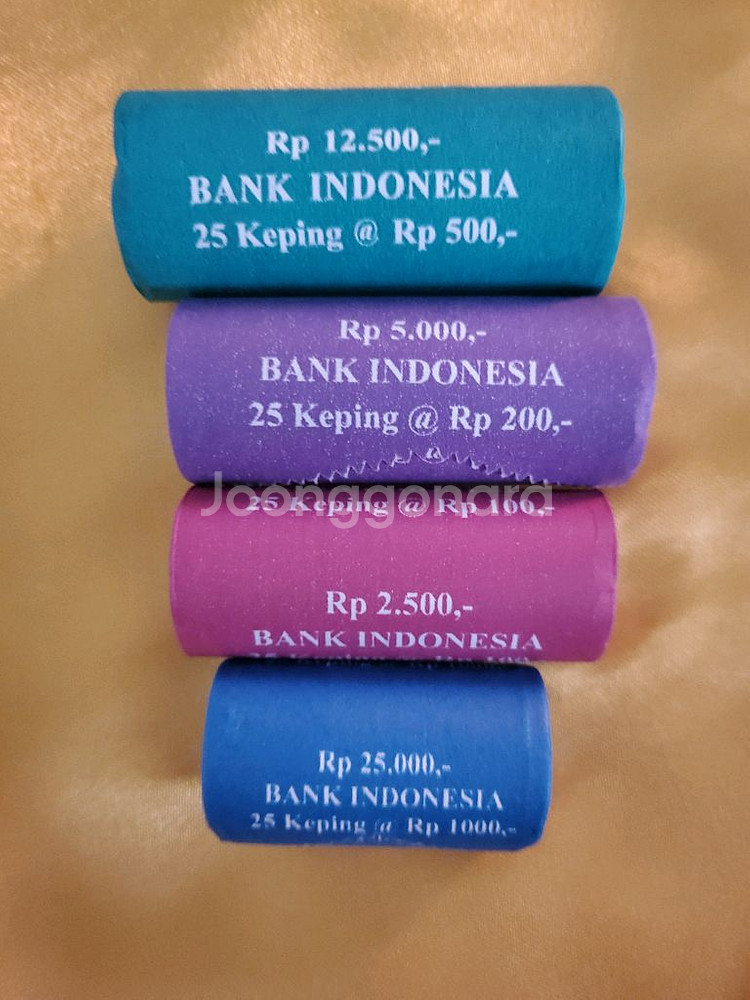 Rp 12.500,-
BANK INDONESIA
25 Keping @ Rp 500,-
Rp 5.000,-
BANK INDONESIA
25 Keping @ Rp 200,-
Joonggonara
25 Keping @ Rp 100,-
Rp 2.500,-
BANK INDONESIA
Rp 25.000,-
BANK INDONESIA
25 Keping @ Rp 1000,-